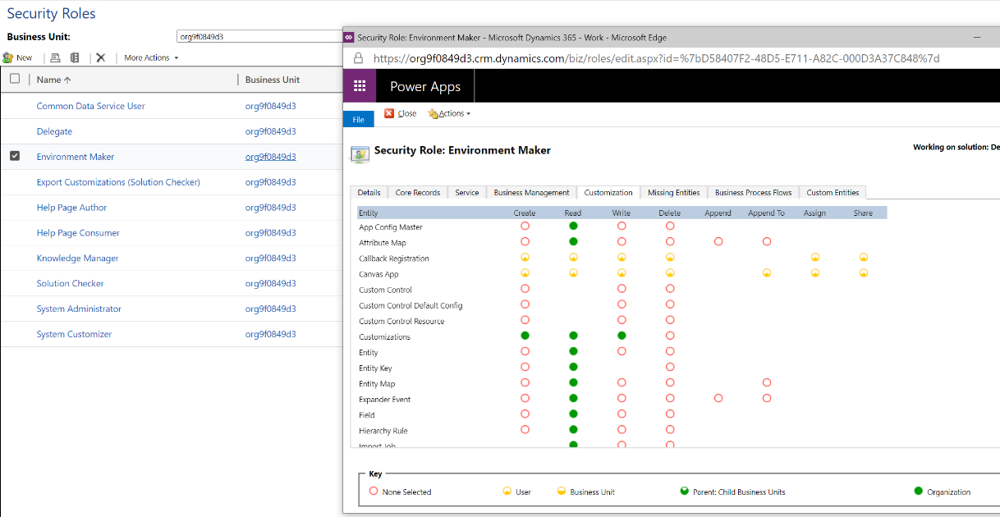 Security Roles
Business Unit: org9f0849d3
New More Actions
Name Business Unit
Common Data Service User org9f0849d3
Delegate org9f0849d3
Environment Maker org9f0849d3
Export Customizations (Solution Checker) org9f0849d3
Help Page Author org9f0849d3
Help Page Consumer org9f0849d3
Knowledge Manager org9f0849d3
Solution Checker org9f0849d3
System Administrator org9f0849d3
System Customizer org9f0849d3
Security Role: Environment Maker - Microsoft Dynamics 365 - Work - Microsoft Edge
https://org9f0849d3.crm.dynamics.com/biz/roles/edit.aspx?id=%7bD58407F2-48D5-E711-A82C-000D3A37C848%7d
Power Apps
File Close Actions
Security Role: Environment Maker Working on solution: De
Details Core Records Service Business Management Customization Missing Entities Business Process Flows Custom Entities
Entity Create Read Write Delete Append Append To Assign Share
App Config Master
Attribute Map
Callback Registration
Canvas App
Custom Control
Custom Control Default Config
Custom Control Resource
Customizations
Entity
Entity Key
Entity Map
Expander Event
Field
Hierarchy Rule
Import Job
Key
None Selected User Business Unit Parent: Child Business Units Organization